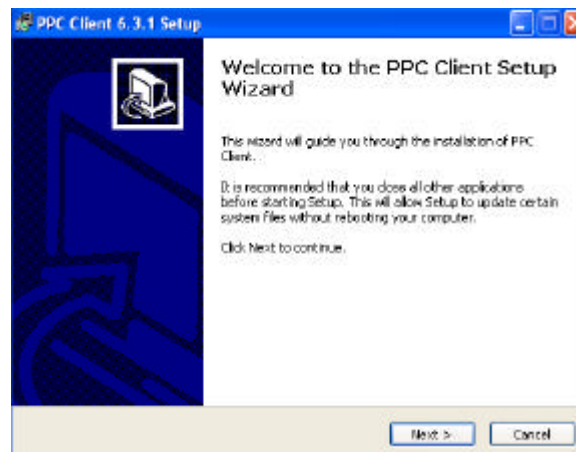 PPC Client 6.3.1 Setup
Welcome to the PPC Client Setup
Wizard
This wizard will guide you through the installation of PPC
Client.
It is recommended that you close all other applications
before starting Setup. This will allow Setup to update certain
system files without rebooting your computer.
Click Next to continue.
Next >
Cancel